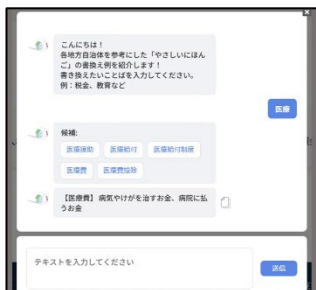 こんにちは！
各地方自治体を参考にした「やさしいにほん
ご」の書換え例を紹介します！
書き換えたいことばを入力してください。
例：税金、教育など
医療
候補:
医療援助 医療給付 医療給付制度
医療費 医療費控除
【医療費】 病気やけがを治すお金、病院に払
うお金
テキストを入力してください
送信